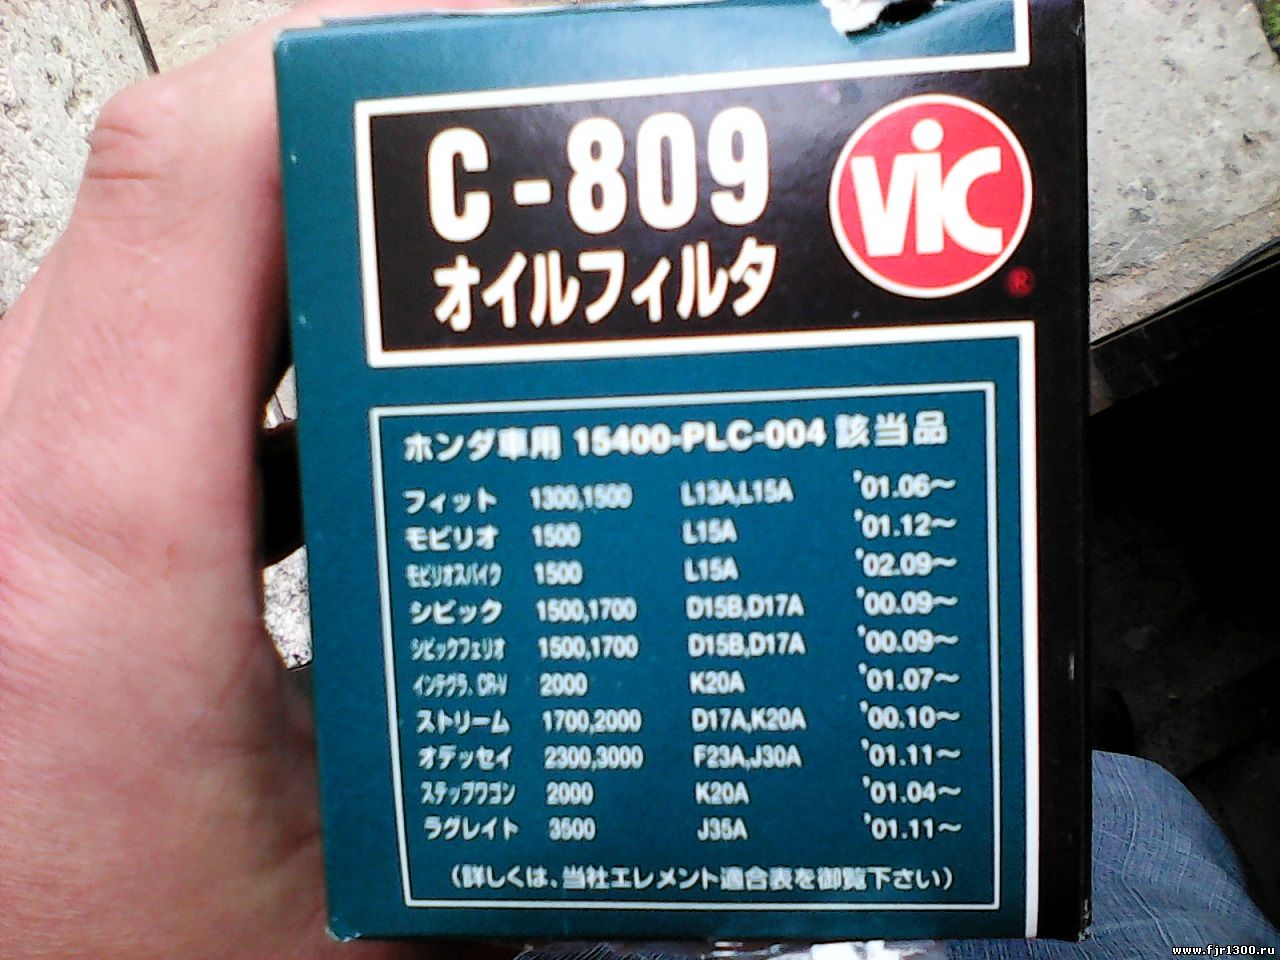 C-809
オイルフィルタ
ViC
®
ホンダ車用 15400-PLC-004 該当品
フィット 1300,1500 L13A,L15A '01.06～
モビリオ 1500 L15A '01.12～
モビリオスパイク 1500 L15A '02.09～
シビック 1500,1700 D15B,D17A '00.09～
シビックフェリオ 1500,1700 D15B,D17A '00.09～
インテグラ、CR-V 2000 K20A '01.07～
ストリーム 1700,2000 D17A,K20A '00.10～
オデッセイ 2300,3000 F23A,J30A '01.11～
ステップワゴン 2000 K20A '01.04～
ラグレイト 3500 J35A '01.11～
（詳しくは、当社エレメント適合表を御覧下さい）
www.fjr1300.ru